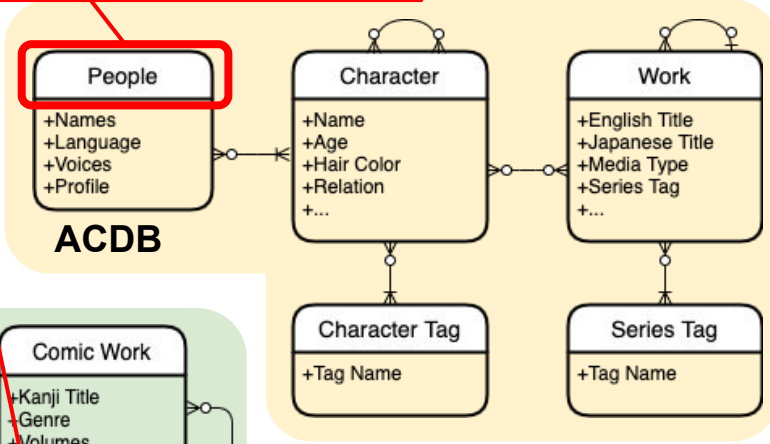 People
+Names
+Language
+Voices
+Profile
Character
+Name
+Age
+Hair Color
+Relation
+...
Work
+English Title
+Japanese Title
+Media Type
+Series Tag
+...
ACDB
Character Tag
+Tag Name
Series Tag
+Tag Name
Comic Work
+Kanji Title
+Genre
+Volumes